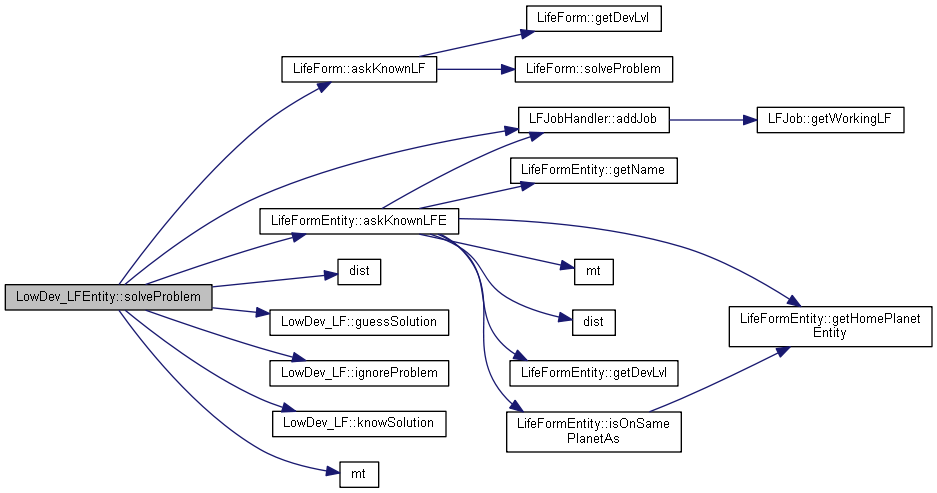 LifeForm::getDevLvl
LifeForm::askKnownLF
LifeForm::solveProblem
LFJobHandler::addJob
LFJob::getWorkingLF
LifeFormEntity::getName
LifeFormEntity::askKnownLFE
dist
mt
LowDev_LFEntity::solveProblem
LowDev_LF::guessSolution
dist
LifeFormEntity::getHomePlanet
Entity
LowDev_LF::ignoreProblem
LifeFormEntity::getDevLvl
LowDev_LF::knowSolution
LifeFormEntity::isOnSame
PlanetAs
mt